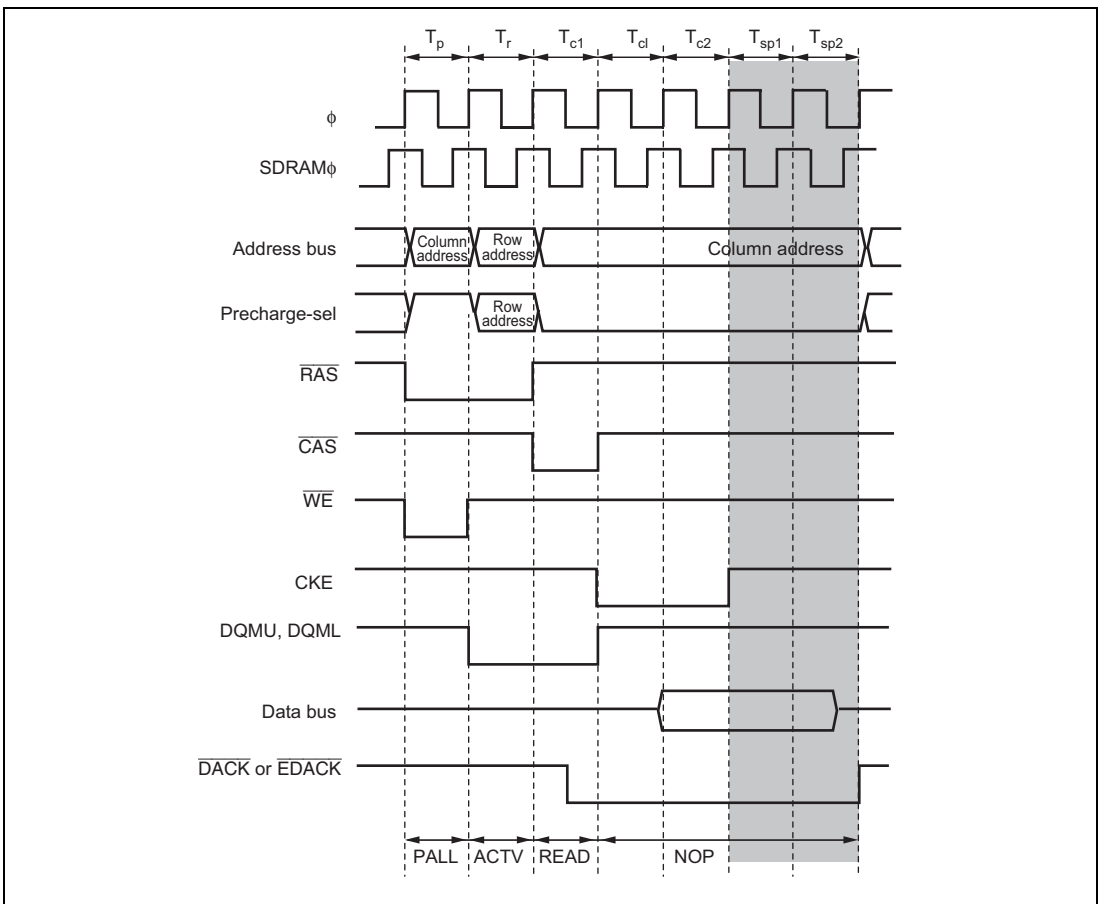 Tp Tr Tc1 Tcl Tc2 Tsp1 Tsp2
ϕ
SDRAMϕ
Address bus
Column address
Row address
Column address
Precharge-sel
Row address
RAS
CAS
WE
CKE
DQMU, DQML
Data bus
DACK or EDACK
PALL ACTV READ NOP